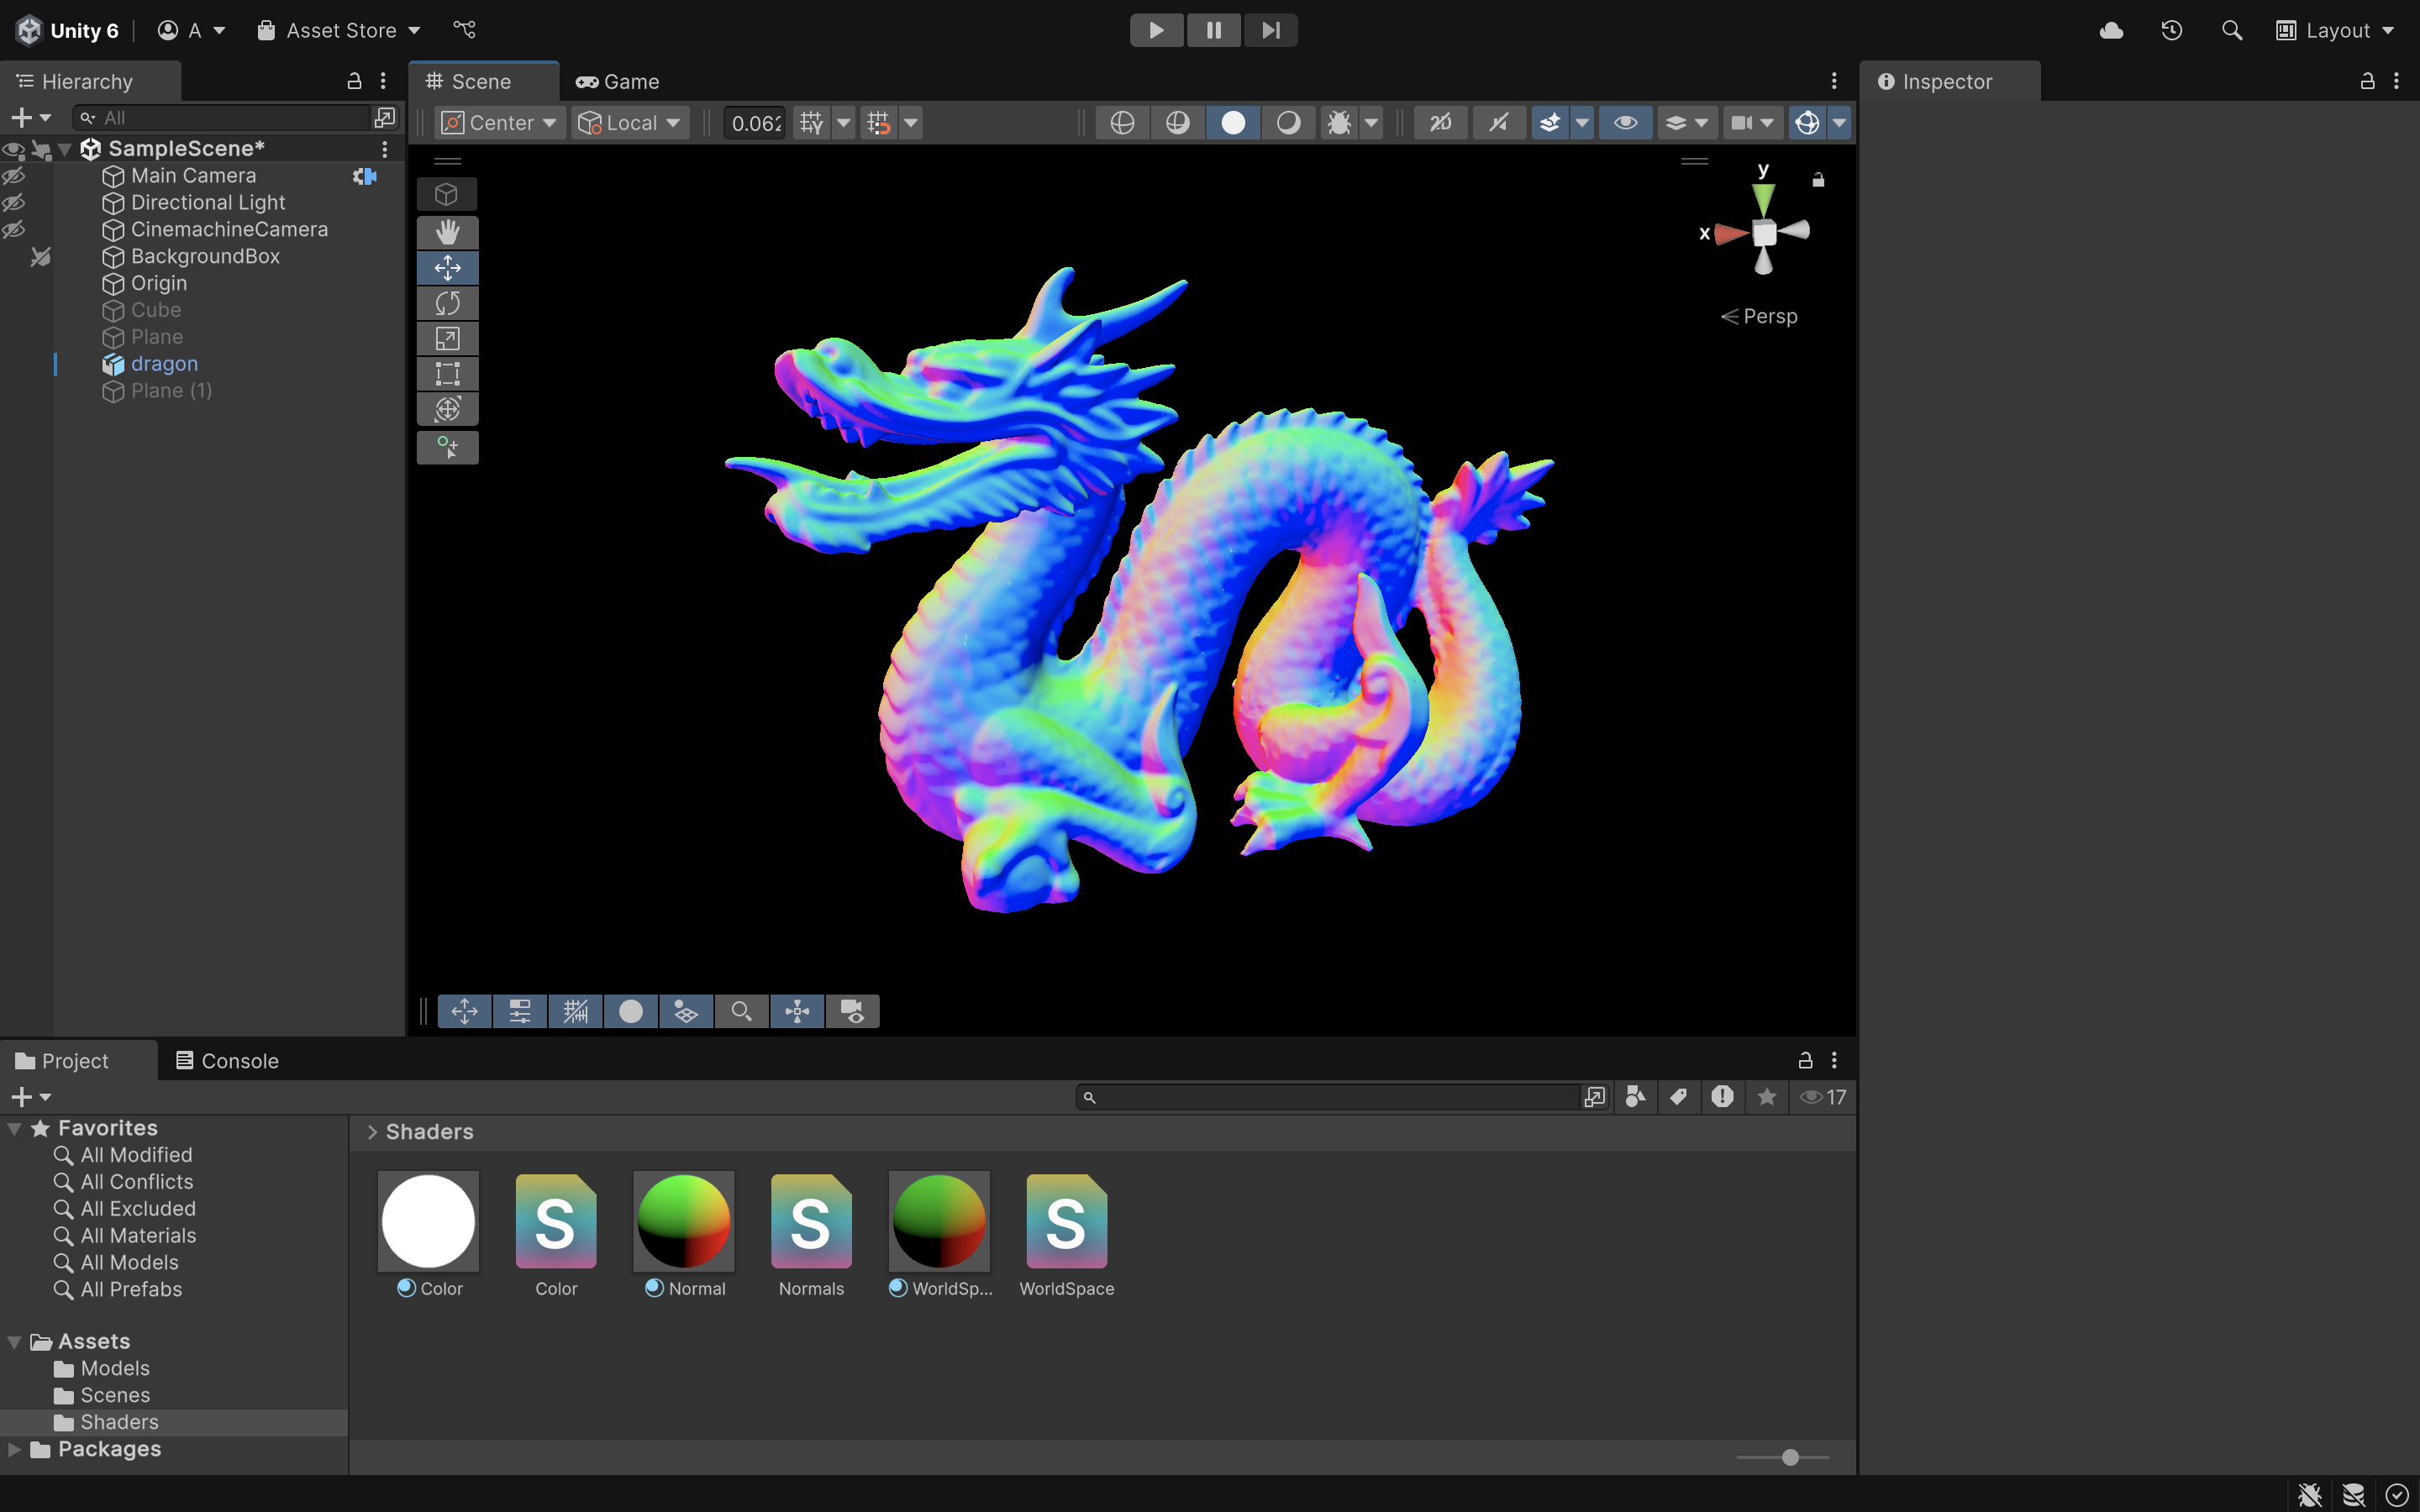 Unity 6
A
Asset Store
Layout
Hierarchy
Scene
Game
Inspector
All
Center
Local
0.062
2D
SampleScene*
Main Camera
Directional Light
CinemachineCamera
BackgroundBox
Origin
Cube
Plane
dragon
Plane (1)
y
x
Persp
Project
Console
17
Favorites
All Modified
All Conflicts
All Excluded
All Materials
All Models
All Prefabs
Assets
Models
Scenes
Shaders
Packages
Shaders
S
S
S
Color
Color
Normal
Normals
WorldSp...
WorldSpace